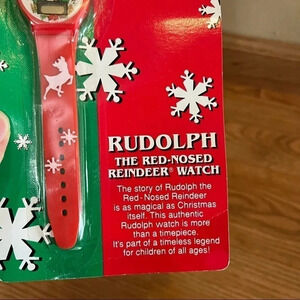 RUDOLPH
THE RED-NOSED
REINDEER® WATCH
The story of Rudolph the
Red-Nosed Reindeer
is as magical as Christmas
itself. This authentic
Rudolph watch is more
than a timepiece.
It's part of a timeless legend
for children of all ages!